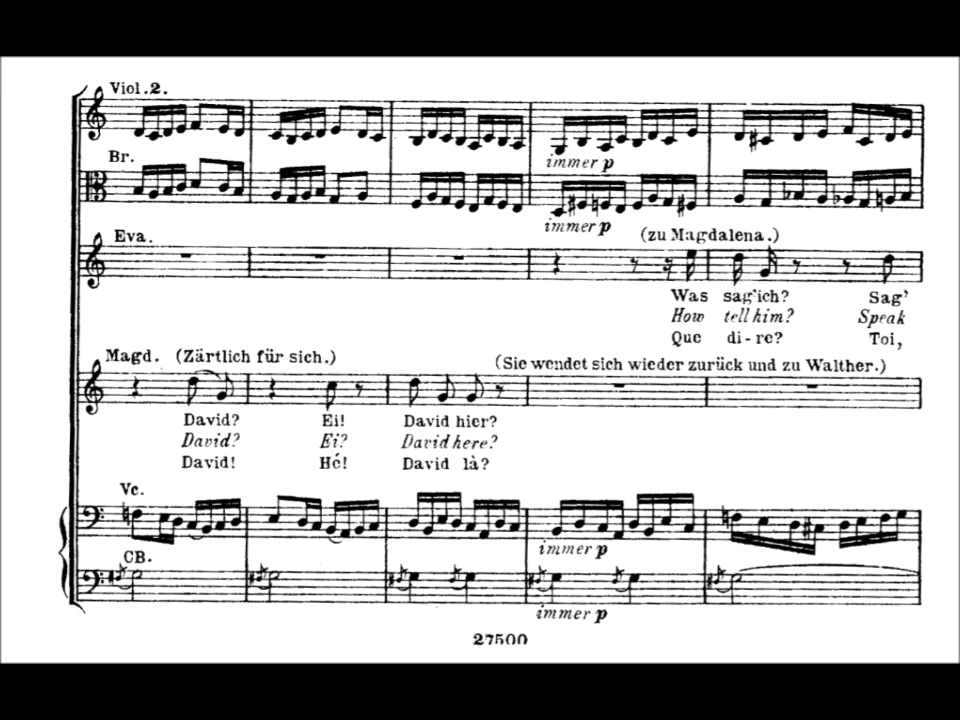 Viol.2.
Br.
immer p
immer p
Eva.
(zu Magdalena.)
Was sag'ich? Sag'
How tell him? Speak
Que di-re? Toi,
Magd. (Zärtlich für sich.)
(Sie wendet sich wieder zurück und zu Walther.)
David? Ei! David hier?
David? Ei? David here?
David! Hé! David là?
Vc.
immer p
CB.
immer p
27500